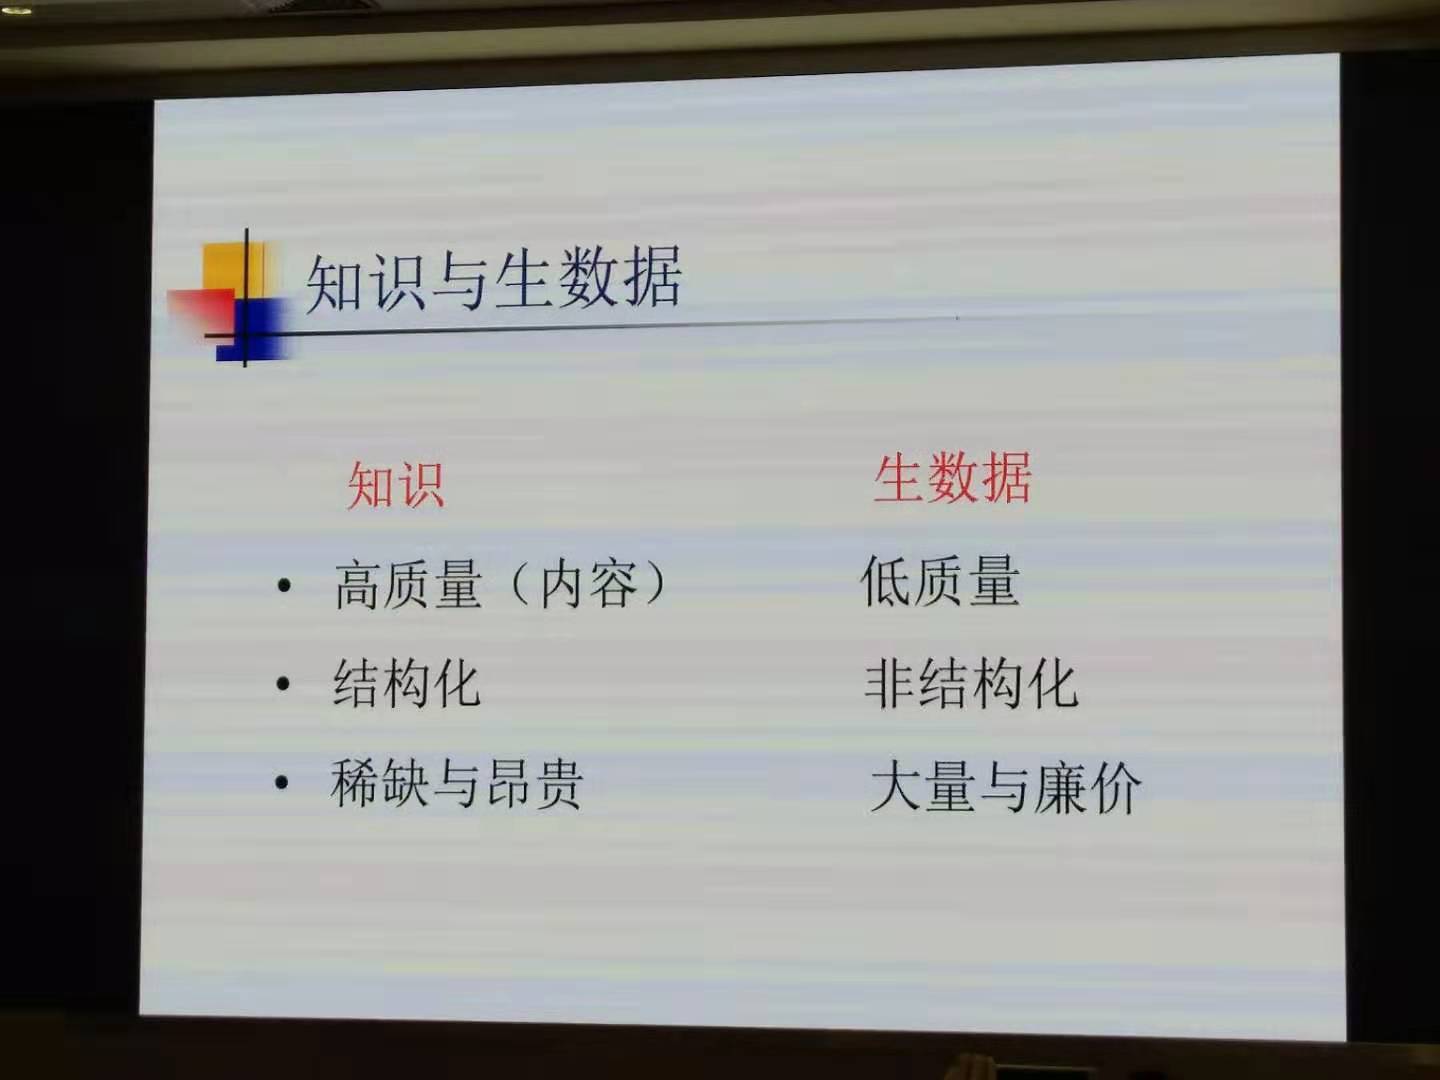 知识与生数据
知识 生数据
• 高质量（内容） 低质量
• 结构化 非结构化
• 稀缺与昂贵 大量与廉价